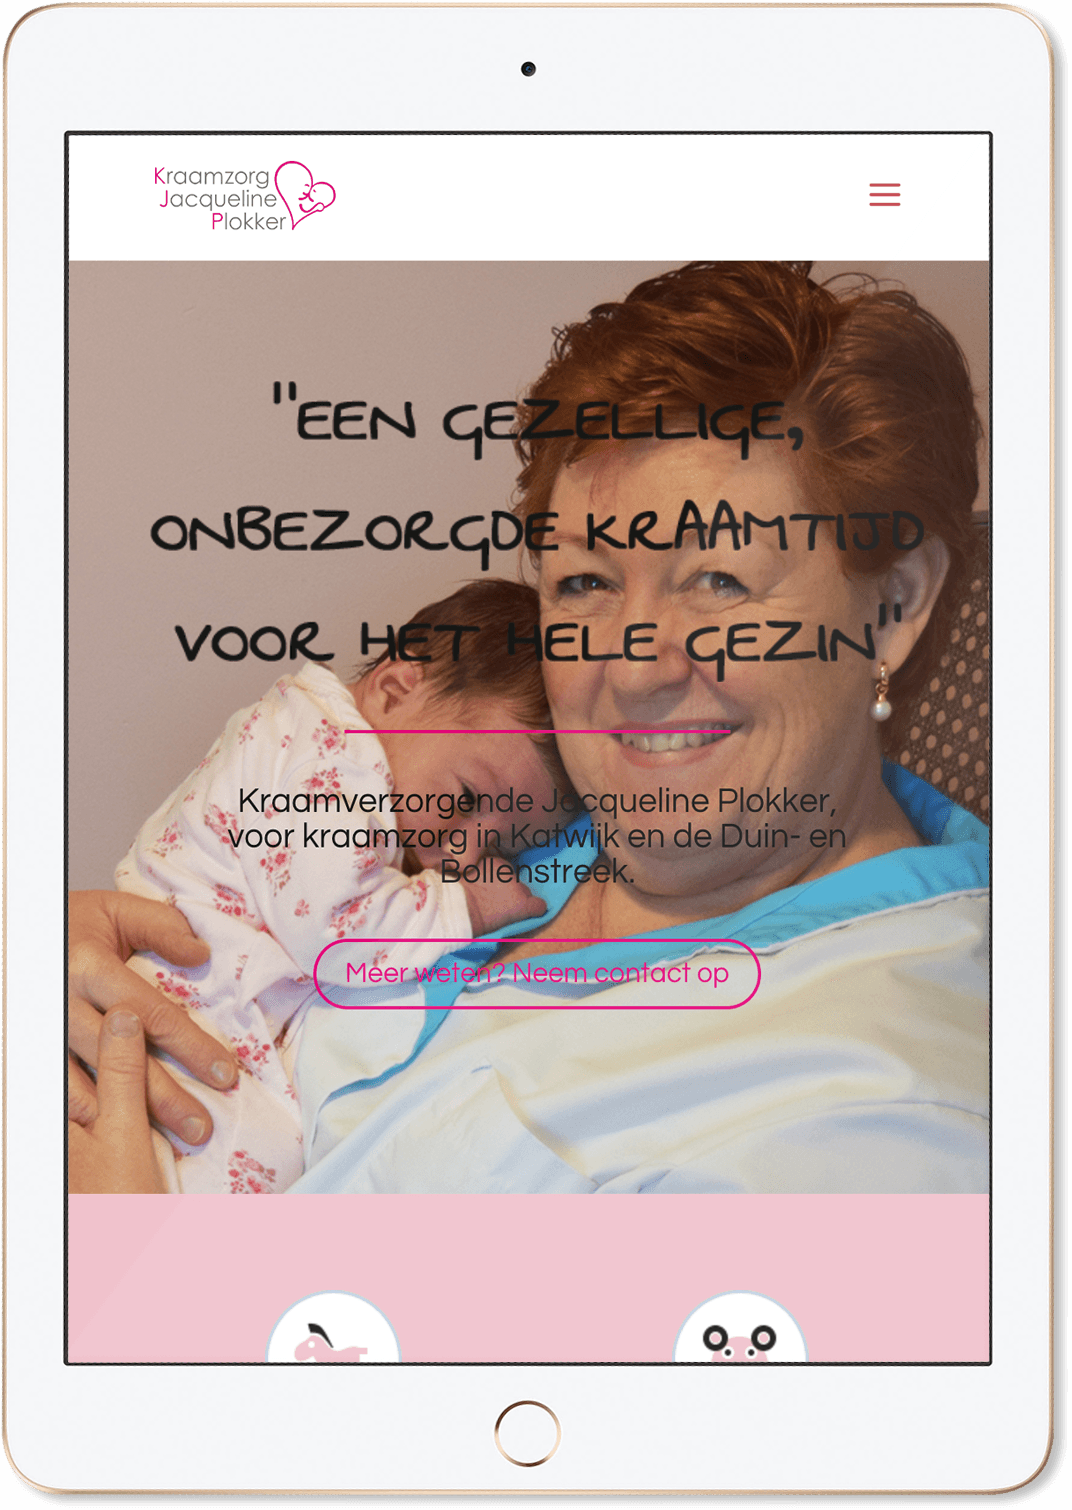 Kraamzorg
Jacqueline
Plokker
"EEN GEZELLIGE,
ONBEZORGDE KRAAMTIJD
VOOR HET HELE GEZIN"
Kraamverzorgende Jacqueline Plokker,
voor kraamzorg in Katwijk en de Duin- en
Bollenstreek.
Meer weten? Neem contact op